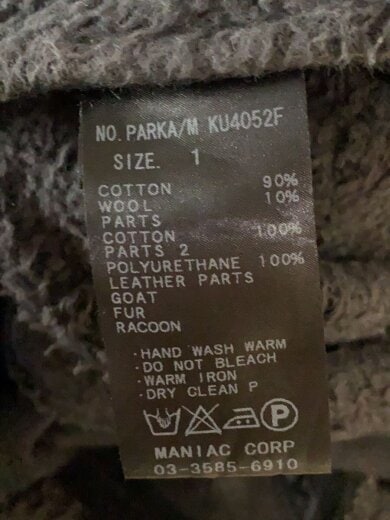 NO. PARKA/M KU4052F
SIZE. 1
COTTON 90%
WOOL 10%
PARTS
COTTON 100%
PARTS 2
POLYURETHANE 100%
LEATHER PARTS
GOAT
FUR
RACOON
·HAND WASH WARM
·DO NOT BLEACH
·WARM IRON
·DRY CLEAN P
P
MANIAC CORP
03-3585-6910